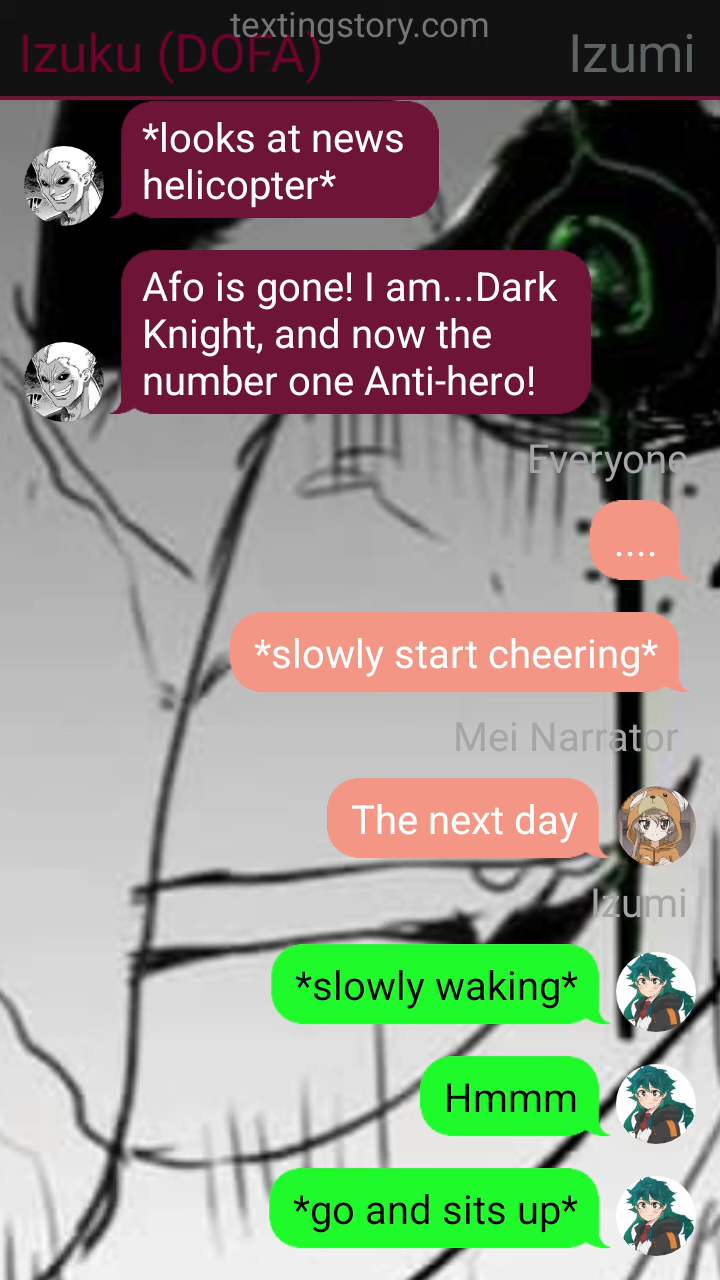 textingstory.com
Izuku (DOFA)
Izumi
*looks at news
helicopter*
Afo is gone! I am...Dark
Knight, and now the
number one Anti-hero!
Everyone
....
*slowly start cheering*
Mei Narrator
The next day
Izumi
*slowly waking*
Hmmm
*go and sits up*